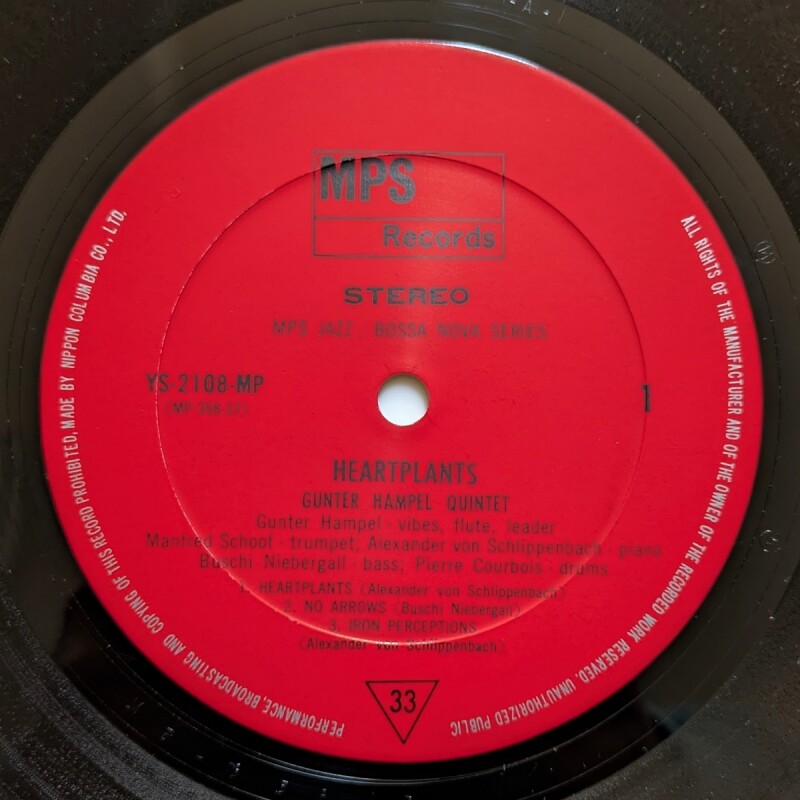 MPS
Records
STEREO
MPS JAZZ · BOSSA NOVA SERIES
YS-2108-MP
1
HEARTPLANTS
GUNTER HAMPEL QUINTET
Gunter Hampel · vibes, flute, leader
Manfred Schoof · trumpet, Alexander von Schlippenbach · piano
Buschi Niebergall · bass, Pierre Courbois · drums
1. HEARTPLANTS (Alexander von Schlippenbach)
2. NO ARROWS (Buschi Niebergall)
3. IRON PERCEPTIONS
(Alexander von Schlippenbach)
33
ALL RIGHTS OF THE MANUFACTURER AND OF THE OWNER OF THE RECORDED WORK RESERVED. UNAUTHORIZED PUBLIC
PERFORMANCE, BROADCASTING AND COPYING OF THIS RECORD PROHIBITED, MADE BY NIPPON COLUMBIA CO., LTD.